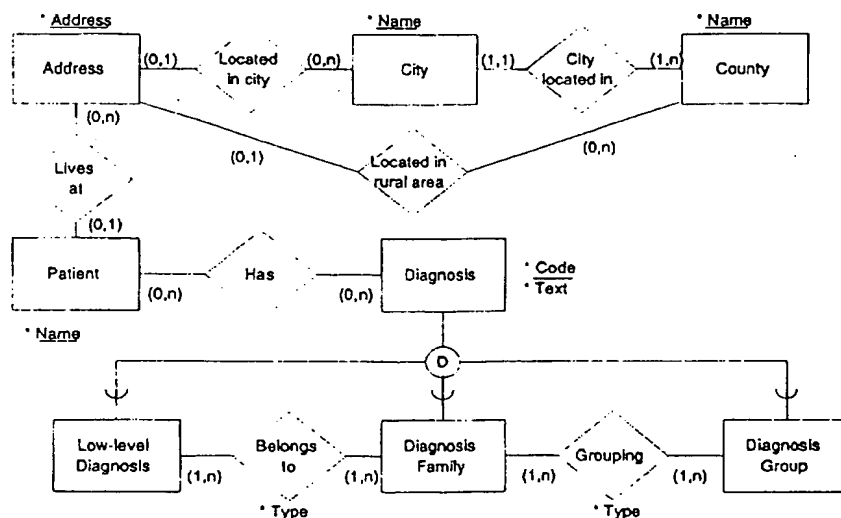 * Address
* Name
* Name
Address
(0,1)
Located
in city
(0,n)
City
(1,1)
City
located in
(1,n)
County
(0,n)
(0,1)
Located in
rural area
(0,n)
Lives
at
(0,1)
Patient
(0,n)
Has
(0,n)
Diagnosis
* Code
* Text
* Name
D
Low-level
Diagnosis
(1,n)
Belongs
to
(1,n)
Diagnosis
Family
(1,n)
Grouping
(1,n)
Diagnosis
Group
* Type
* Type